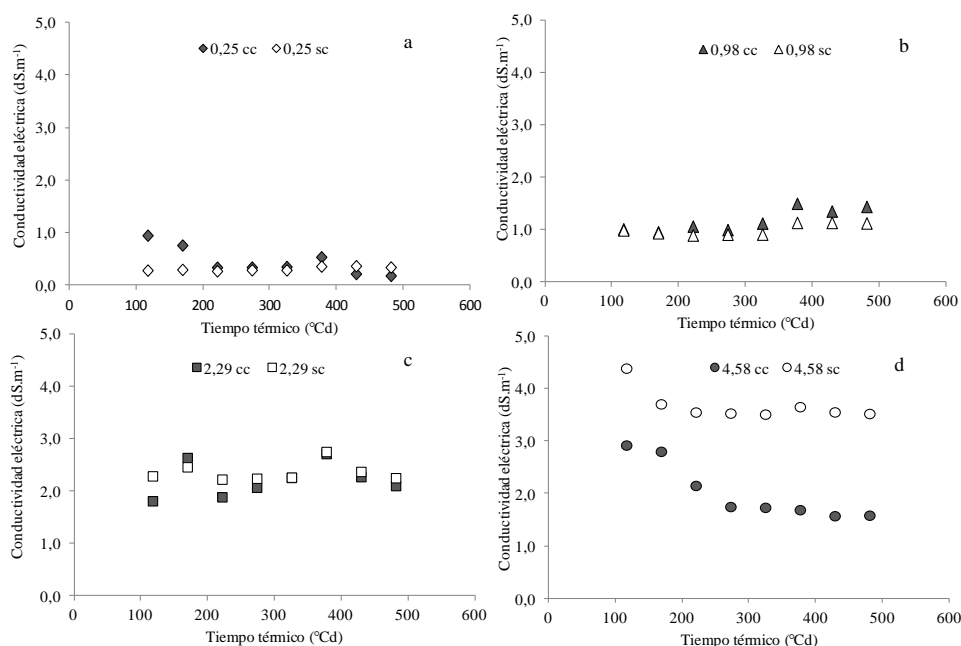 a
0,25 cc 0,25 sc
Conductividad eléctrica (dS.m⁻¹)
5,0
4,0
3,0
2,0
1,0
0,0
0 100 200 300 400 500 600
Tiempo térmico (°Cd)
b
0,98 cc 0,98 sc
Conductividad eléctrica (dS.m⁻¹)
5,0
4,0
3,0
2,0
1,0
0,0
0 100 200 300 400 500 600
Tiempo térmico (°Cd)
c
2,29 cc 2,29 sc
Conductividad eléctrica (dS.m⁻¹)
5,0
4,0
3,0
2,0
1,0
0,0
0 100 200 300 400 500 600
Tiempo térmico (°Cd)
d
4,58 cc 4,58 sc
Conductividad eléctrica (dS.m⁻¹)
5,0
4,0
3,0
2,0
1,0
0,0
0 100 200 300 400 500 600
Tiempo térmico (°Cd)